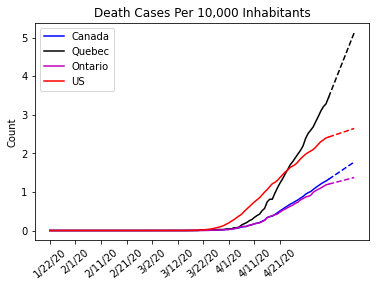 Death Cases Per 10,000 Inhabitants
Canada
Quebec
Ontario
US
Count
5
4
3
2
1
0
1/22/20
2/1/20
2/11/20
2/21/20
3/2/20
3/12/20
3/22/20
4/1/20
4/11/20
4/21/20